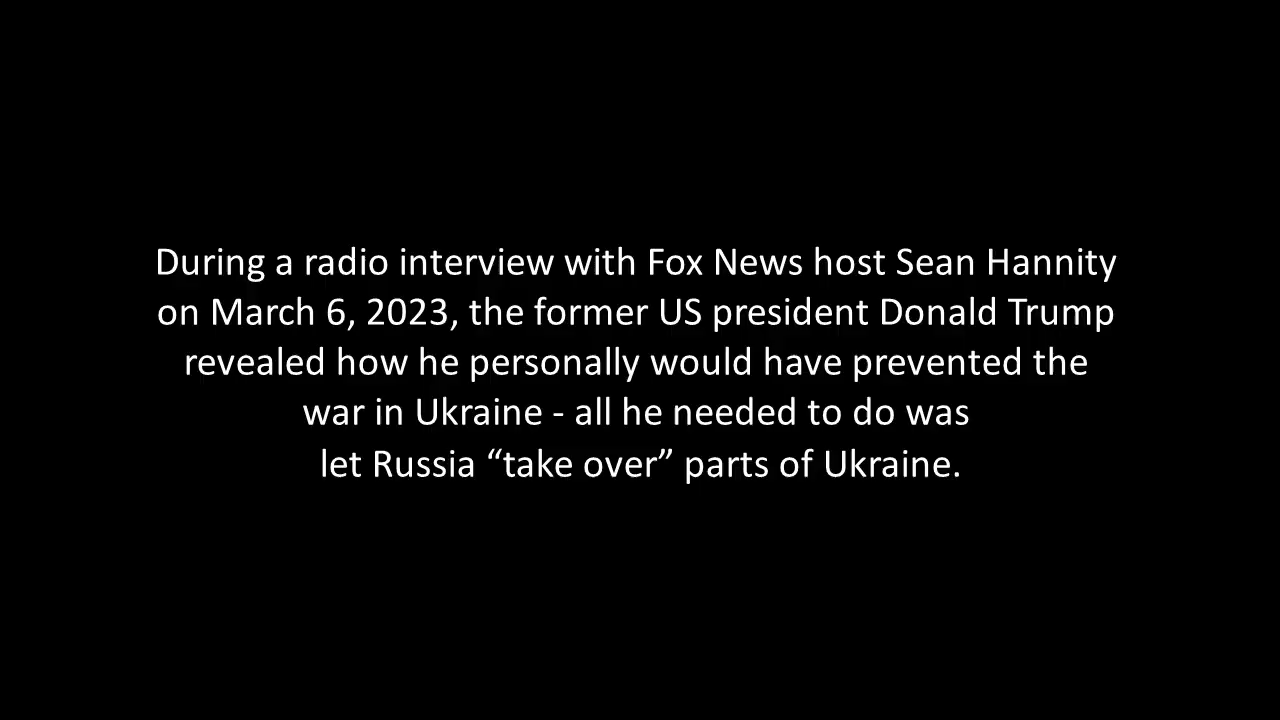 During a radio interview with Fox News host Sean Hannity
on March 6, 2023, the former US president Donald Trump
revealed how he personally would have prevented the
war in Ukraine - all he needed to do was
let Russia “take over” parts of Ukraine.